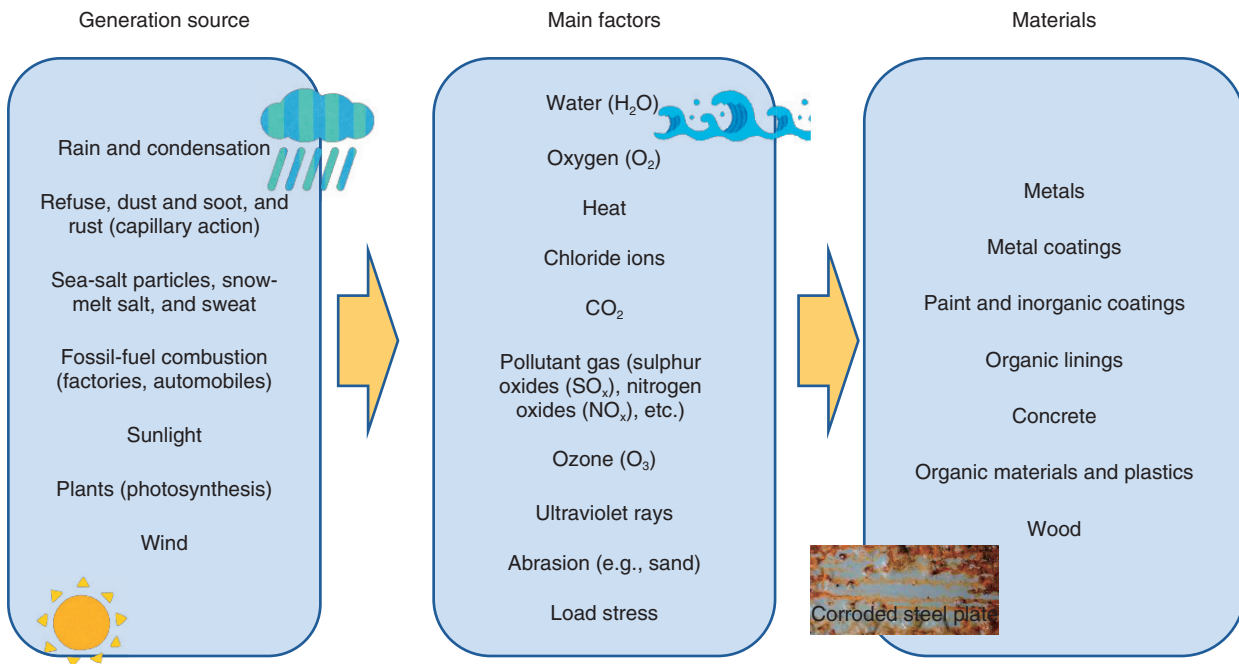 Generation source
Rain and condensation
Refuse, dust and soot, and
rust (capillary action)
Sea-salt particles, snow-
melt salt, and sweat
Fossil-fuel combustion
(factories, automobiles)
Sunlight
Plants (photosynthesis)
Wind
Main factors
Water (H₂O)
Oxygen (O₂)
Heat
Chloride ions
CO₂
Pollutant gas (sulphur
oxides (SOₓ), nitrogen
oxides (NOₓ), etc.)
Ozone (O₃)
Ultraviolet rays
Abrasion (e.g., sand)
Load stress
Materials
Metals
Metal coatings
Paint and inorganic coatings
Organic linings
Concrete
Organic materials and plastics
Wood
Corroded steel plate